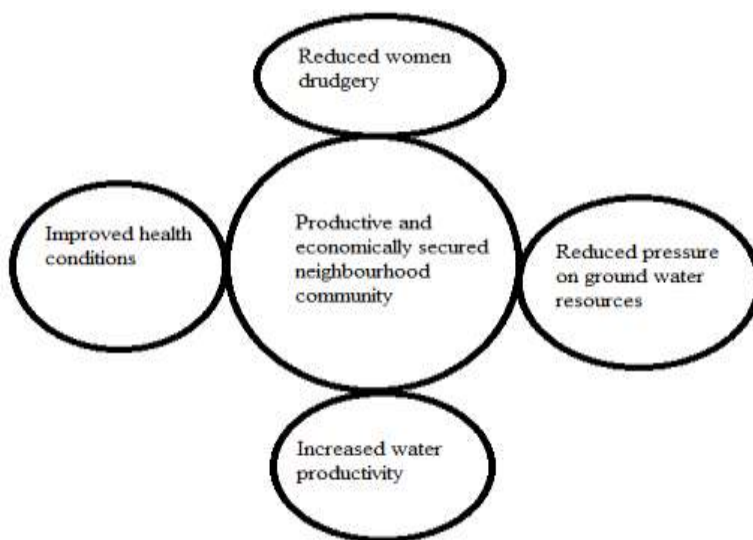 Reduced women
drudgery
Improved health
conditions
Productive and
economically secured
neighbourhood
community
Reduced pressure
on ground water
resources
Increased water
productivity